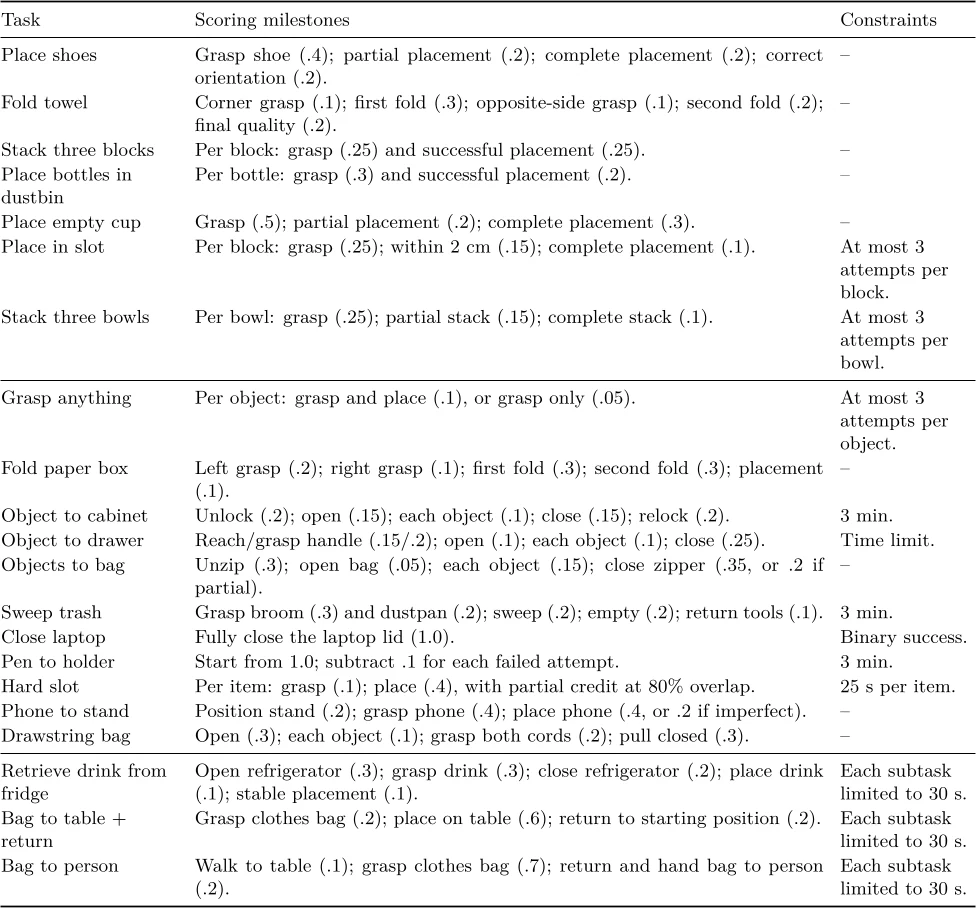 Task Scoring milestones Constraints
Place shoes Grasp shoe (.4); partial placement (.2); complete placement (.2); correct –
orientation (.2).
Fold towel Corner grasp (.1); first fold (.3); opposite-side grasp (.1); second fold (.2); –
final quality (.2).
Stack three blocks Per block: grasp (.25) and successful placement (.25). –
Place bottles in Per bottle: grasp (.3) and successful placement (.2). –
dustbin
Place empty cup Grasp (.5); partial placement (.2); complete placement (.3). –
Place in slot Per block: grasp (.25); within 2 cm (.15); complete placement (.1). At most 3
attempts per
block.
Stack three bowls Per bowl: grasp (.25); partial stack (.15); complete stack (.1). At most 3
attempts per
bowl.
Grasp anything Per object: grasp and place (.1), or grasp only (.05). At most 3
attempts per
object.
Fold paper box Left grasp (.2); right grasp (.1); first fold (.3); second fold (.3); placement –
(.1).
Object to cabinet Unlock (.2); open (.15); each object (.1); close (.15); relock (.2). 3 min.
Object to drawer Reach/grasp handle (.15/.2); open (.1); each object (.1); close (.25). Time limit.
Objects to bag Unzip (.3); open bag (.05); each object (.15); close zipper (.35, or .2 if –
partial).
Sweep trash Grasp broom (.3) and dustpan (.2); sweep (.2); empty (.2); return tools (.1). 3 min.
Close laptop Fully close the laptop lid (1.0). Binary success.
Pen to holder Start from 1.0; subtract .1 for each failed attempt. 3 min.
Hard slot Per item: grasp (.1); place (.4), with partial credit at 80% overlap. 25 s per item.
Phone to stand Position stand (.2); grasp phone (.4); place phone (.4, or .2 if imperfect). –
Drawstring bag Open (.3); each object (.1); grasp both cords (.2); pull closed (.3). –
Retrieve drink from Open refrigerator (.3); grasp drink (.3); close refrigerator (.2); place drink Each subtask
fridge (.1); stable placement (.1). limited to 30 s.
Bag to table + Grasp clothes bag (.2); place on table (.6); return to starting position (.2). Each subtask
return limited to 30 s.
Bag to person Walk to table (.1); grasp clothes bag (.7); return and hand bag to person Each subtask
(.2). limited to 30 s.